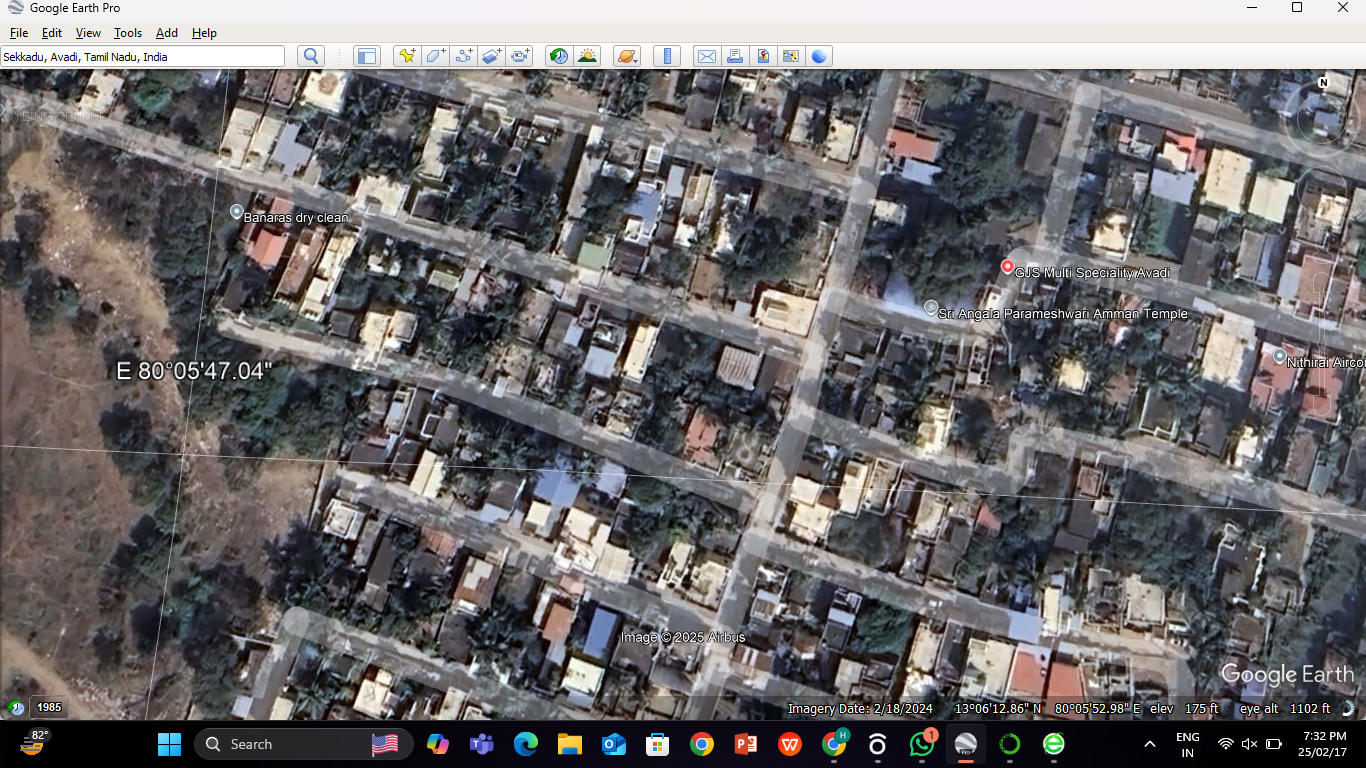 Google Earth Pro
File Edit View Tools Add Help
Sekkadu, Avadi, Tamil Nadu, India
N
Banaras dry clean
GJS Multi Speciality Avadi
Sri Angala Parameshwari Amman Temple
Nithirai Aircon
E 80°05'47.04"
Image © 2025 Airbus
Google Earth
1985
Imagery Date: 2/18/2024 13°06'12.86" N 80°05'52.98" E elev 175 ft eye alt 1102 ft
82°
Search
H
1
Pro
ENG
IN
7:32 PM
25/02/17